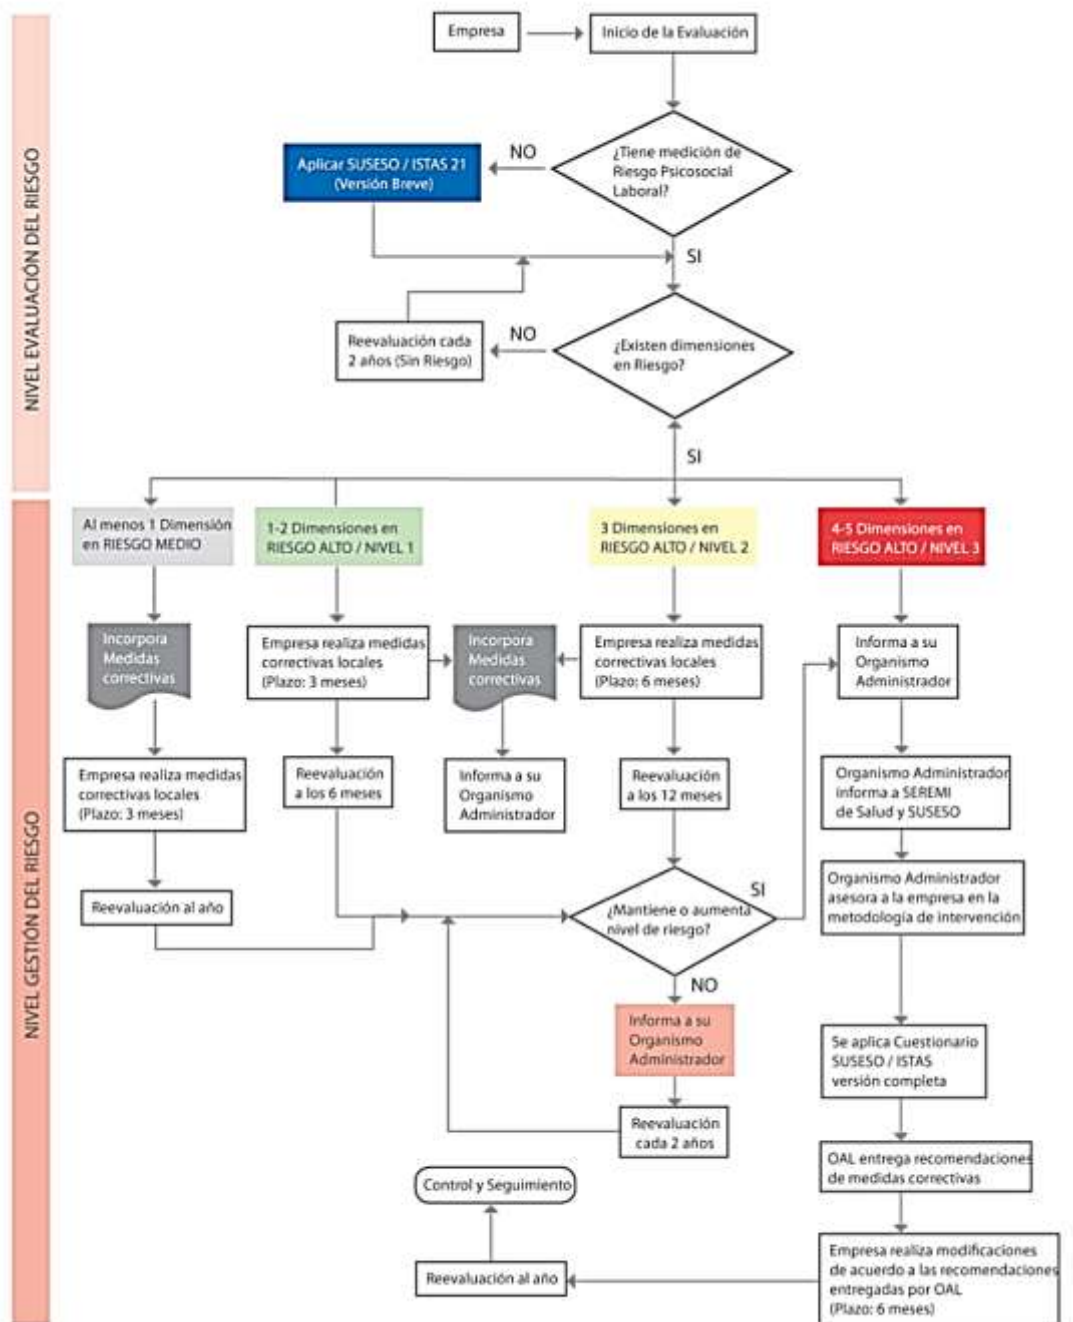 Empresa
Inicio de la Evaluación
NIVEL EVALUACIÓN DEL RIESGO
¿Tiene medición de
Riesgo Psicosocial
Laboral?
NO
Aplicar SUSESO / ISTAS 21
(Versión Breve)
SI
¿Existen dimensiones
en Riesgo?
NO
Reevaluación cada
2 años (Sin Riesgo)
SI
NIVEL GESTIÓN DEL RIESGO
Al menos 1 Dimensión
en RIESGO MEDIO
1-2 Dimensiones en
RIESGO ALTO / NIVEL 1
3 Dimensiones en
RIESGO ALTO / NIVEL 2
4-5 Dimensiones en
RIESGO ALTO / NIVEL 3
Incorpora
Medidas
correctivas
Empresa realiza medidas
correctivas locales
(Plazo: 3 meses)
Incorpora
Medidas
correctivas
Empresa realiza medidas
correctivas locales
(Plazo: 6 meses)
Informa a su
Organismo
Administrador
Empresa realiza medidas
correctivas locales
(Plazo: 3 meses)
Reevaluación
a los 6 meses
Informa a su
Organismo
Administrador
Reevaluación
a los 12 meses
Organismo Administrador
informa a SEREMI
de Salud y SUSESO
Reevaluación al año
¿Mantiene o aumenta
nivel de riesgo?
SI
Organismo Administrador
asesora a la empresa en la
metodología de intervención
NO
Informa a su
Organismo
Administrador
Se aplica Cuestionario
SUSESO / ISTAS
versión completa
Reevaluación
cada 2 años
OAL entrega recomendaciones
de medidas correctivas
Control y Seguimiento
Reevaluación al año
Empresa realiza modificaciones
de acuerdo a las recomendaciones
entregadas por OAL
(Plazo: 6 meses)